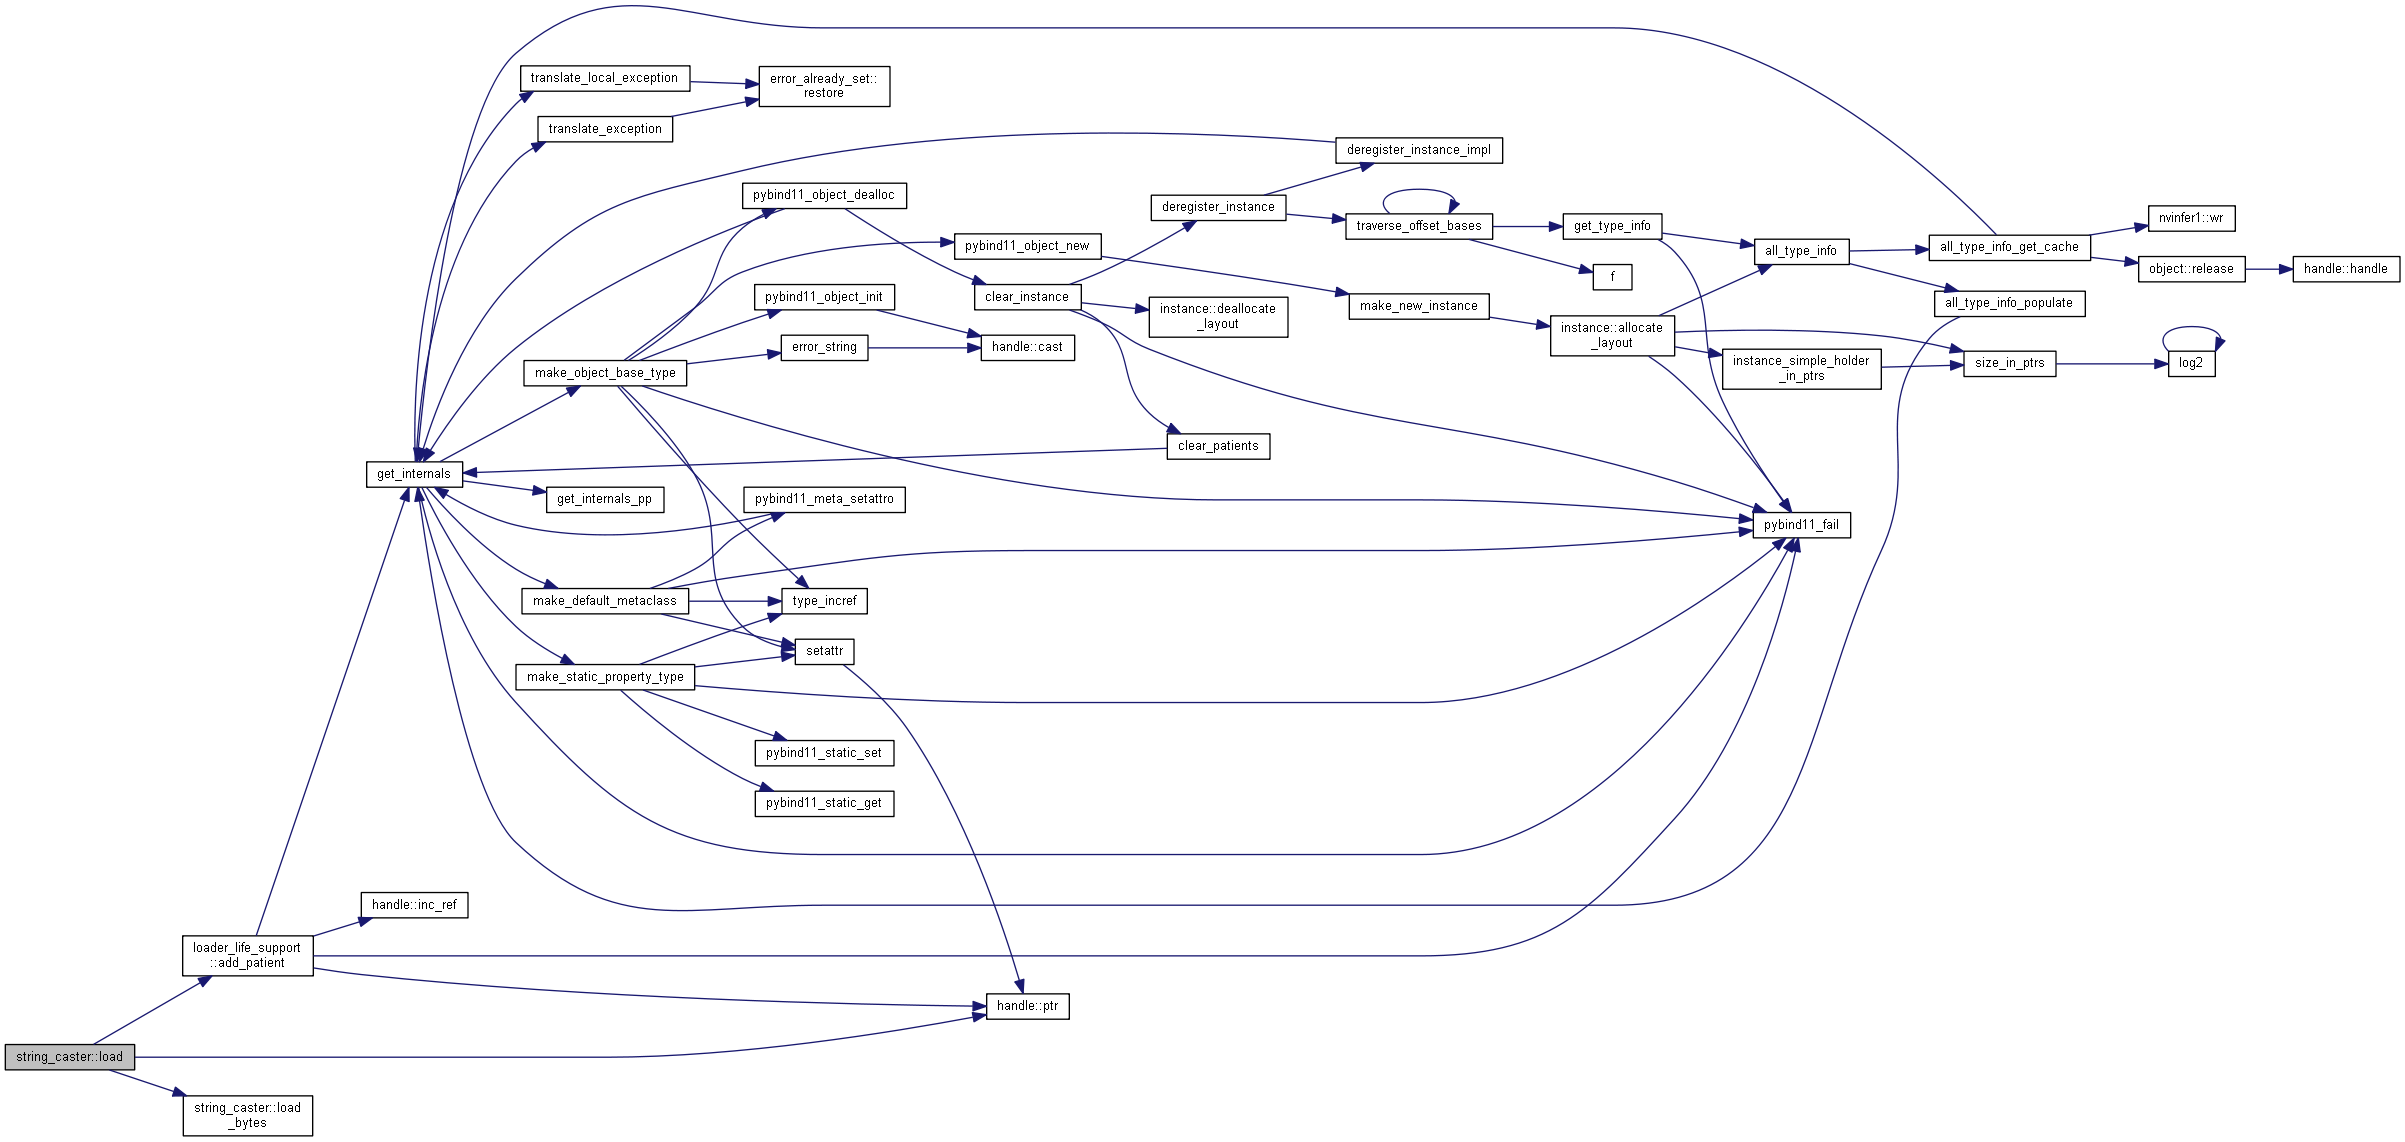 translate_local_exception
error_already_set::
restore
translate_exception
deregister_instance_impl
pybind11_object_dealloc
deregister_instance
traverse_offset_bases
get_type_info
nvinfer1::wr
pybind11_object_new
all_type_info
all_type_info_get_cache
object::release
handle::handle
f
pybind11_object_init
clear_instance
instance::deallocate
_layout
make_new_instance
all_type_info_populate
instance::allocate
_layout
error_string
handle::cast
make_object_base_type
instance_simple_holder
_in_ptrs
size_in_ptrs
log2
clear_patients
get_internals
get_internals_pp
pybind11_meta_setattro
pybind11_fail
make_default_metaclass
type_incref
setattr
make_static_property_type
pybind11_static_set
pybind11_static_get
handle::inc_ref
loader_life_support
::add_patient
handle::ptr
string_caster::load
string_caster::load
_bytes